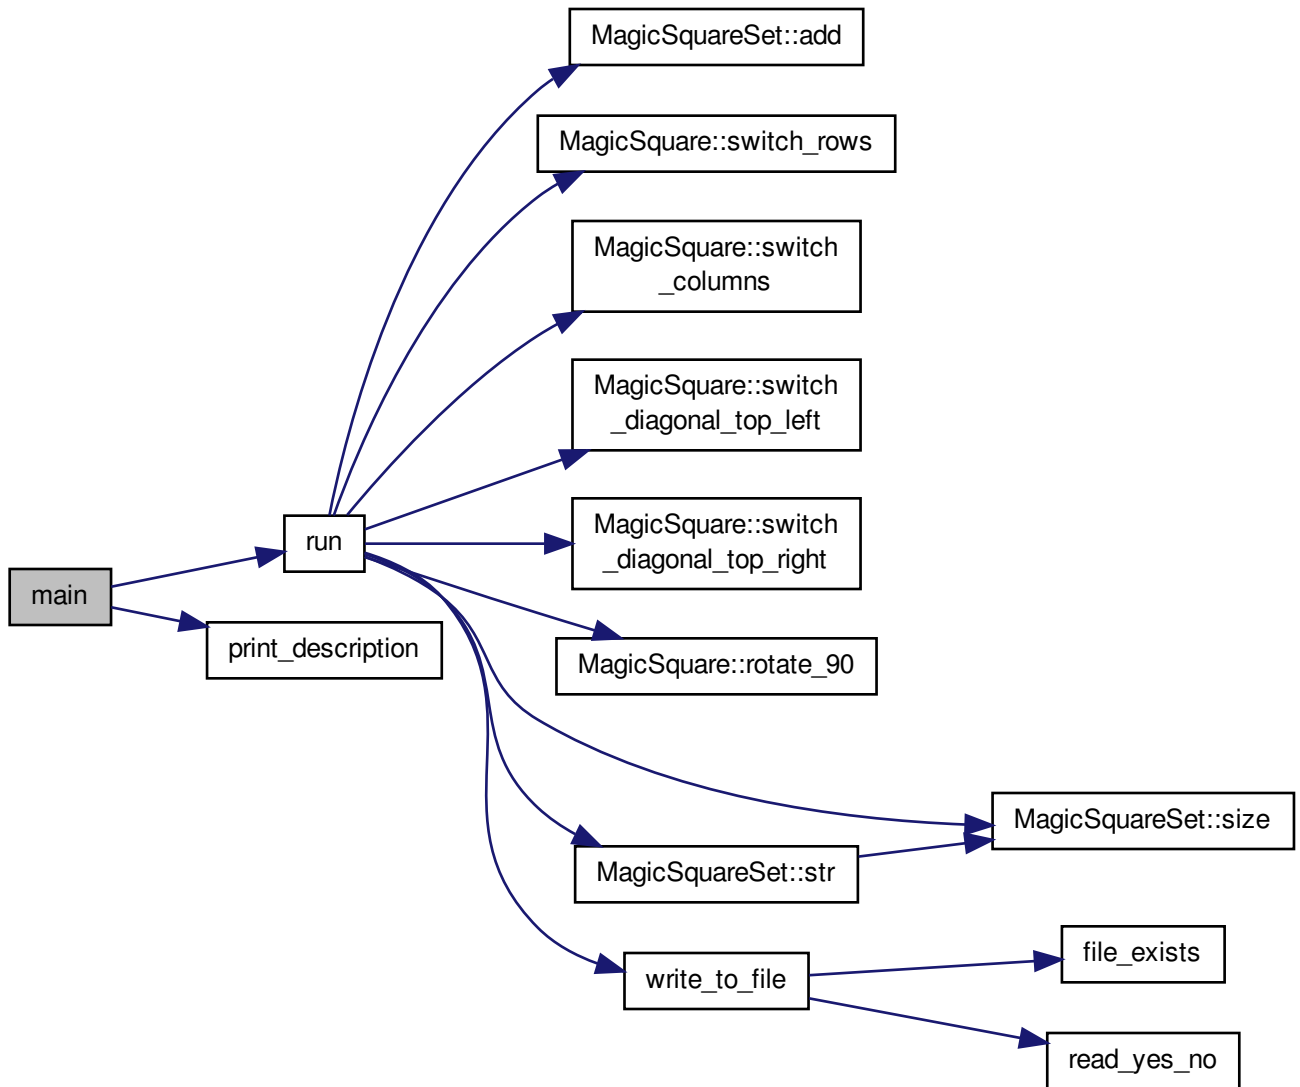 MagicSquareSet::add
MagicSquare::switch_rows
MagicSquare::switch
_columns
MagicSquare::switch
_diagonal_top_left
MagicSquare::switch
_diagonal_top_right
run
main
print_description
MagicSquare::rotate_90
MagicSquareSet::size
MagicSquareSet::str
file_exists
write_to_file
read_yes_no